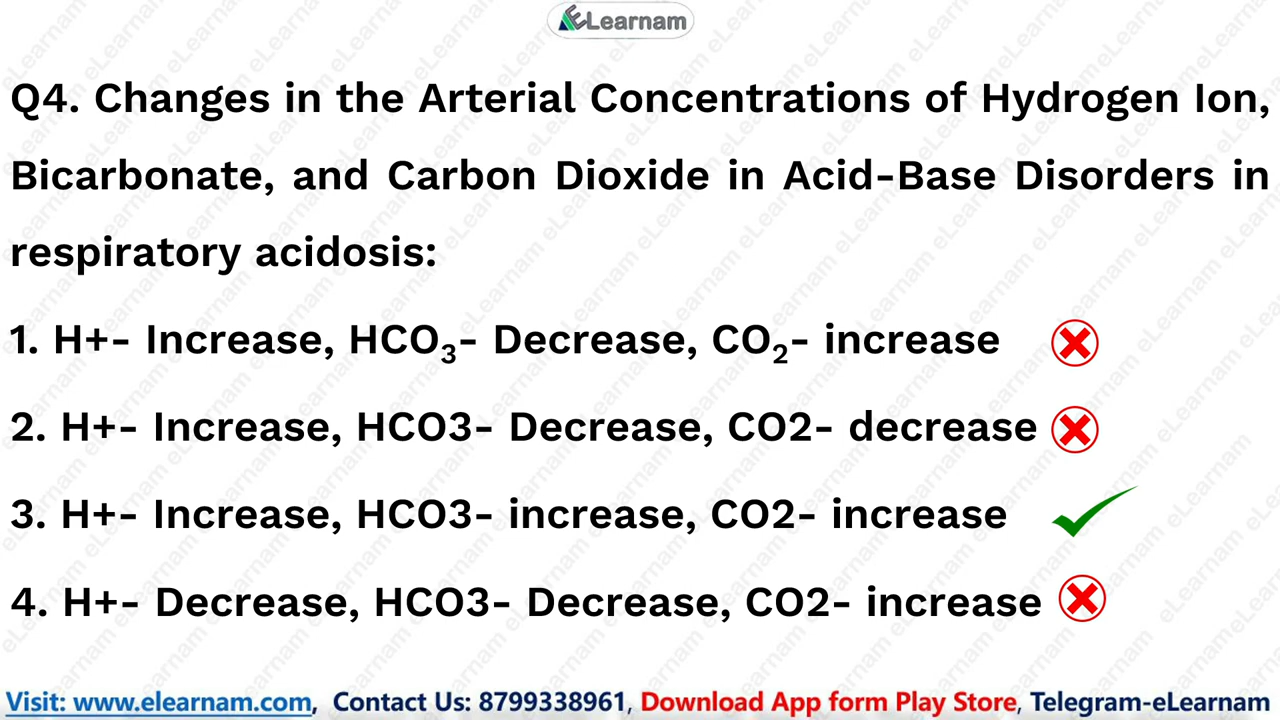 ELearnam
Q4. Changes in the Arterial Concentrations of Hydrogen Ion,
Bicarbonate, and Carbon Dioxide in Acid-Base Disorders in
respiratory acidosis:
1. H+- Increase, HCO₃- Decrease, CO₂- increase
2. H+- Increase, HCO3- Decrease, CO2- decrease
3. H+- Increase, HCO3- increase, CO2- increase
4. H+- Decrease, HCO3- Decrease, CO2- increase
Visit: www.elearnam.com, Contact Us: 8799338961, Download App form Play Store, Telegram-eLearnam